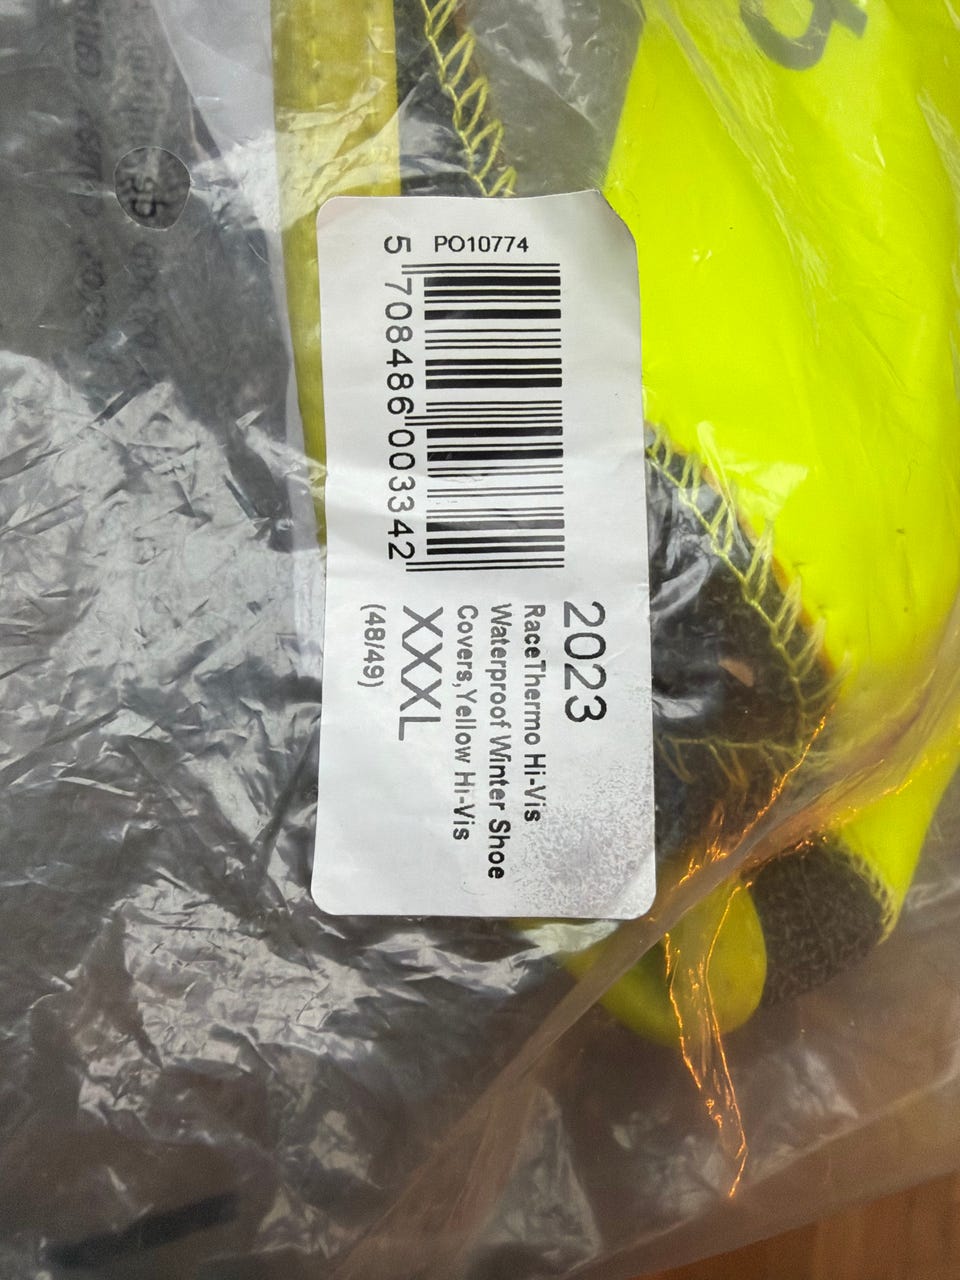 PO10774
5 708486 003342
2023
RaceThermo Hi-Vis
Waterproof Winter Shoe
Covers,Yellow Hi-Vis
XXXL
(48/49)